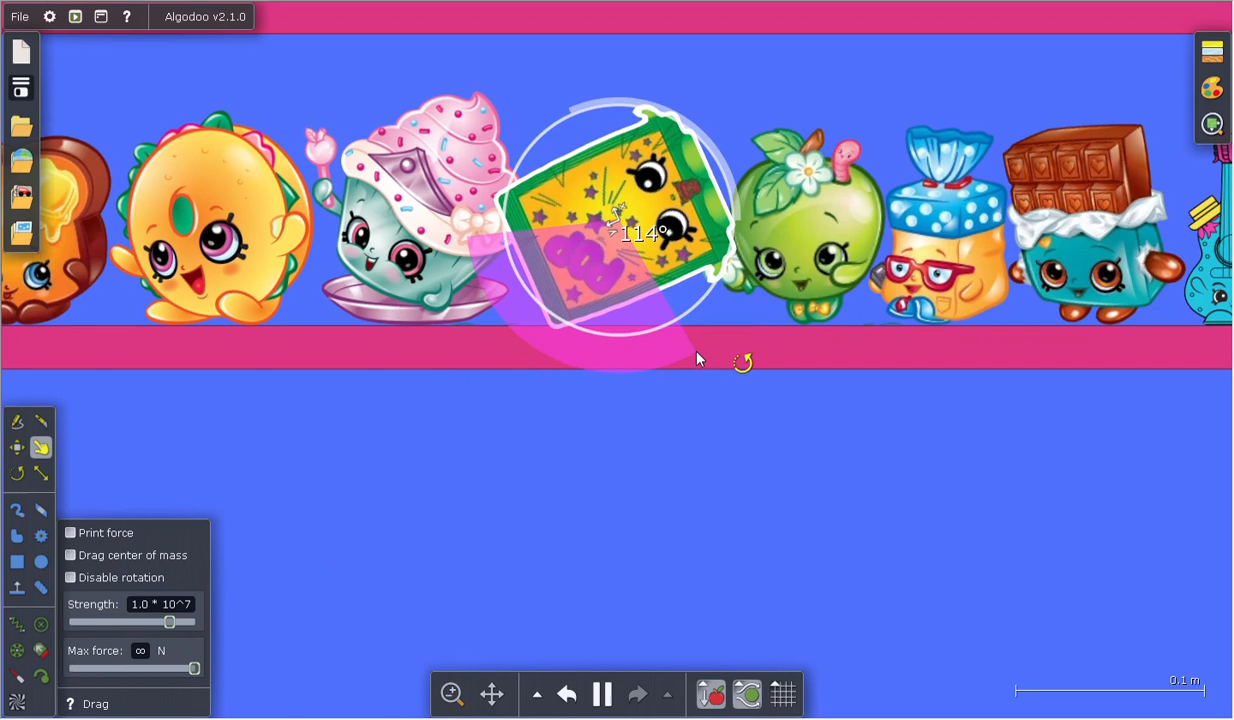 File
?
Algodoo v2.1.0
POP
114°
Print force
Drag center of mass
Disable rotation
Strength: 1.0 * 10^7
Max force: ∞ N
? Drag
0.1 m